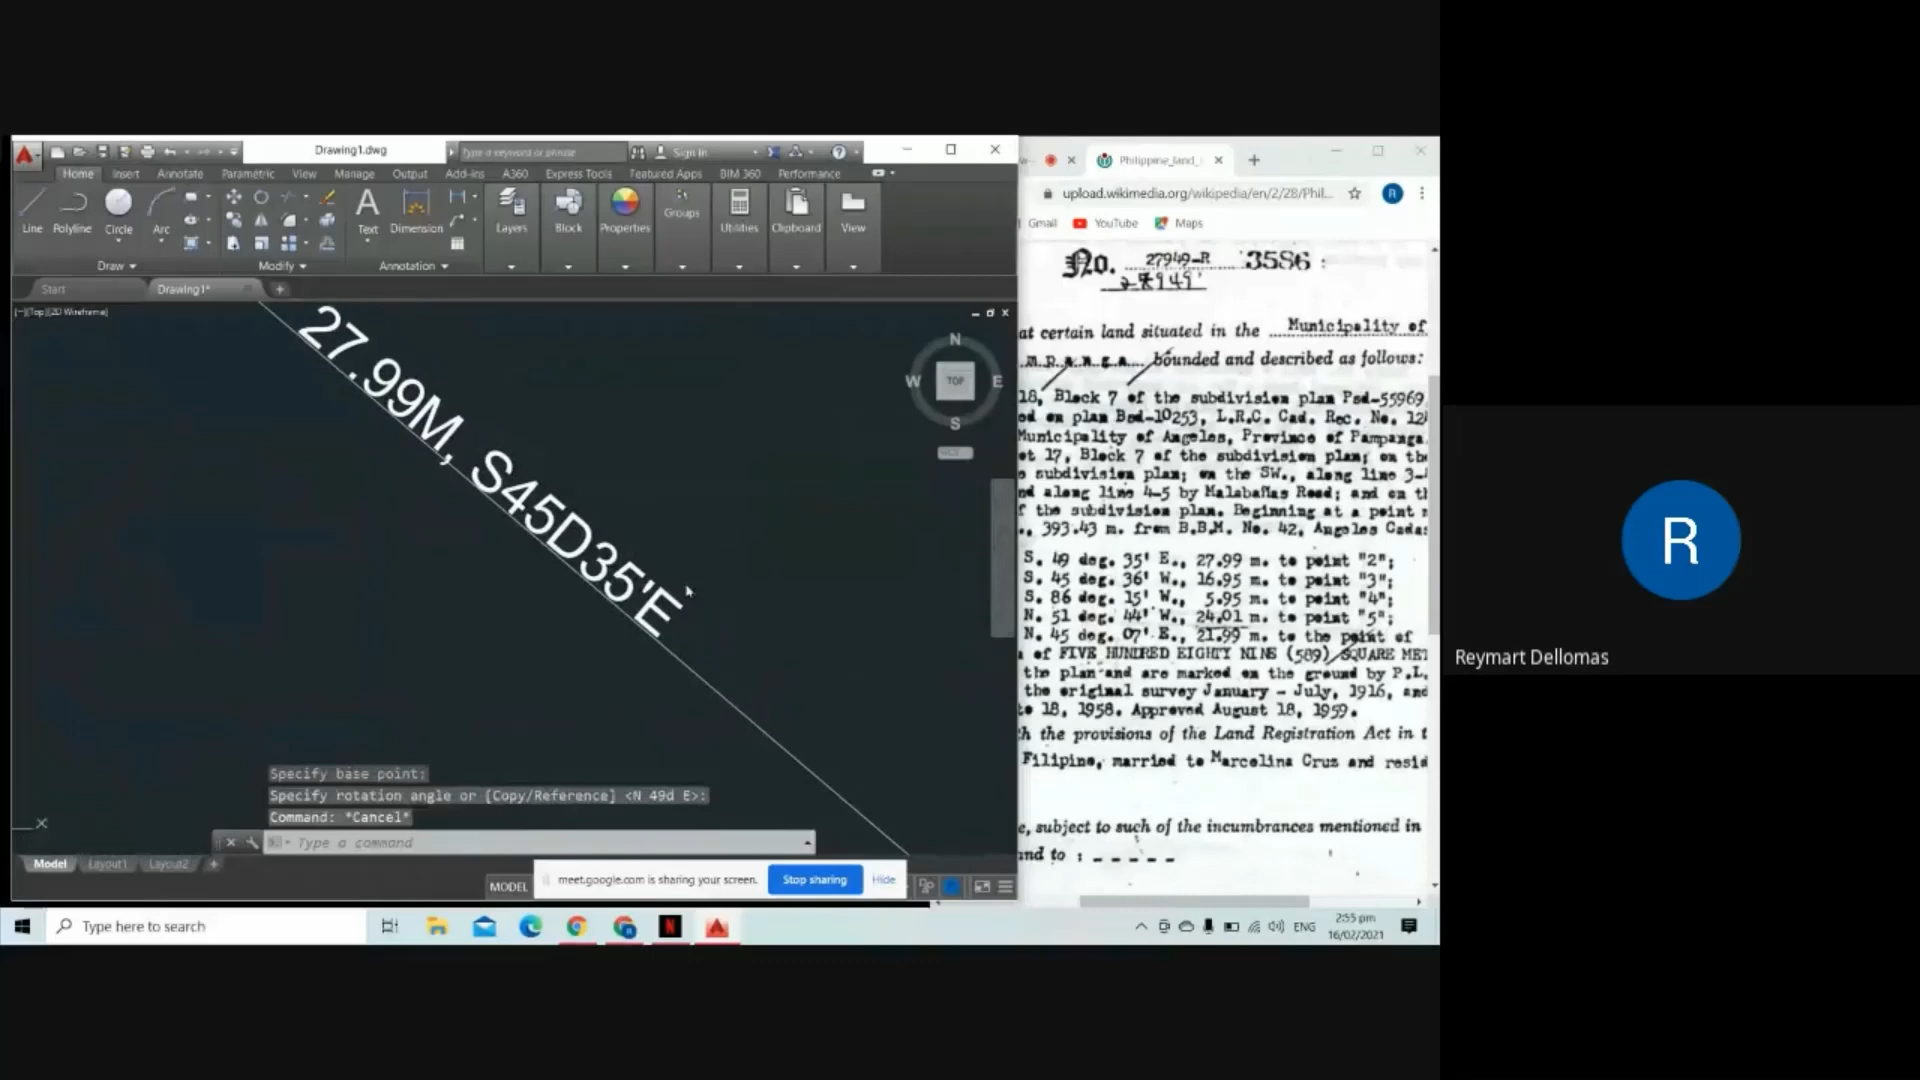 Drawing1.dwg
Type a keyword or phrase
Sign In
Home
Insert
Annotate
Parametric
View
Manage
Output
Add-ins
A360
Express Tools
Featured Apps
BIM 360
Performance
Line
Polyline
Circle
Arc
Text
Dimension
Layers
Block
Properties
Groups
Utilities
Clipboard
View
Draw
Modify
Annotation
Start
Drawing1*
[−][Top][2D Wireframe]
N
W
TOP
E
S
27.99M, S45D35'E
Specify base point:
Specify rotation angle or [Copy/Reference] <N 49d E>:
Command: *Cancel*
Type a command
Model
Layout1
Layout2
MODEL
meet.google.com is sharing your screen.
Stop sharing
Hide
X
Philippine_land_
upload.wikimedia.org/wikipedia/en/2/28/Phil...
R
Gmail
YouTube
Maps
No. 27949-R 3586
at certain land situated in the Municipality of
m.p.a.n.g.a. bounded and described as follows:
18, Block 7 of the subdivision plan Psd-55969
ed on plan Bsd-10253, L.R.C. Cad. Rec. No. 12
Municipality of Angeles, Province of Pampanga
ot 17, Block 7 of the subdivision plan; on the
subdivision plan; on the SW., along line 3-
nd along line 4-5 by Malabañas Road; and on th
f the subdivision plan. Beginning at a point
., 393.43 m. from B.B.M. No. 42, Angeles Cada
S. 49 deg. 35' E., 27.99 m. to point "2";
S. 45 deg. 36' W., 16.95 m. to point "3";
S. 86 deg. 15' W., 5.95 m. to point "4";
N. 51 deg. 44' W., 24.01 m. to point "5";
N. 45 deg. 07' E., 21.99 m. to the point of
of FIVE HUNDRED EIGHTY NINE (589) SQUARE MET
the plan and are marked on the ground by P.L.
the original survey January - July, 1916, and
18, 1958. Approved August 18, 1959.
h the provisions of the Land Registration Act in t
Filipino, married to Marcelina Cruz and resid
e, subject to such of the incumbrances mentioned in
nd to :
Type here to search
ENG
2:55 pm
16/02/2021
R
Reymart Dellomas